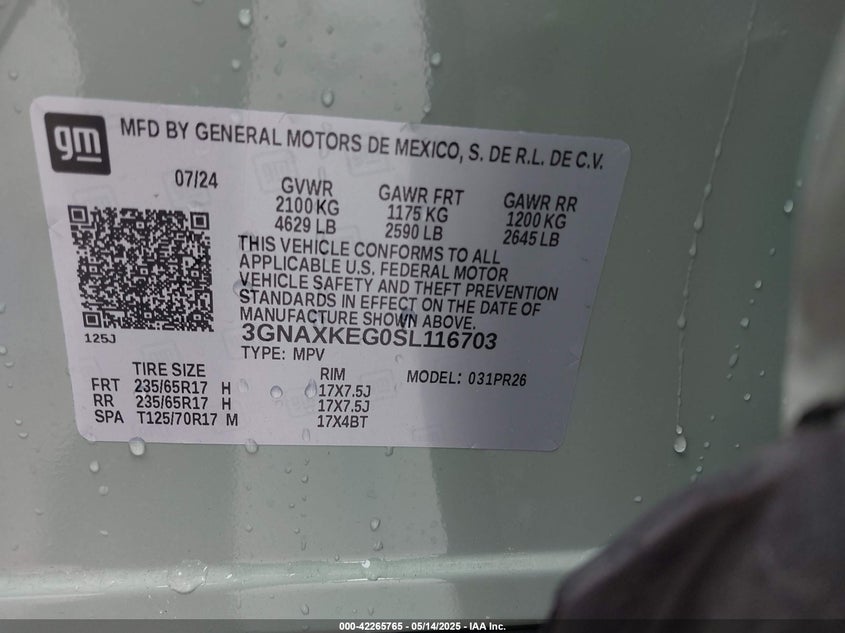 gm
MFD BY GENERAL MOTORS DE MEXICO, S. DE R.L. DE C.V.
07/24
GVWR GAWR FRT GAWR RR
2100 KG 1175 KG 1200 KG
4629 LB 2590 LB 2645 LB
THIS VEHICLE CONFORMS TO ALL
APPLICABLE U.S. FEDERAL MOTOR
VEHICLE SAFETY AND THEFT PREVENTION
STANDARDS IN EFFECT ON THE DATE OF
MANUFACTURE SHOWN ABOVE.
125J
3GNAXKEG0SL116703
TYPE: MPV
TIRE SIZE RIM MODEL: 031PR26
FRT 235/65R17 H 17X7.5J
RR 235/65R17 H 17X7.5J
SPA T125/70R17 M 17X4BT
000-42265765 - 05/14/2025 - IAA Inc.